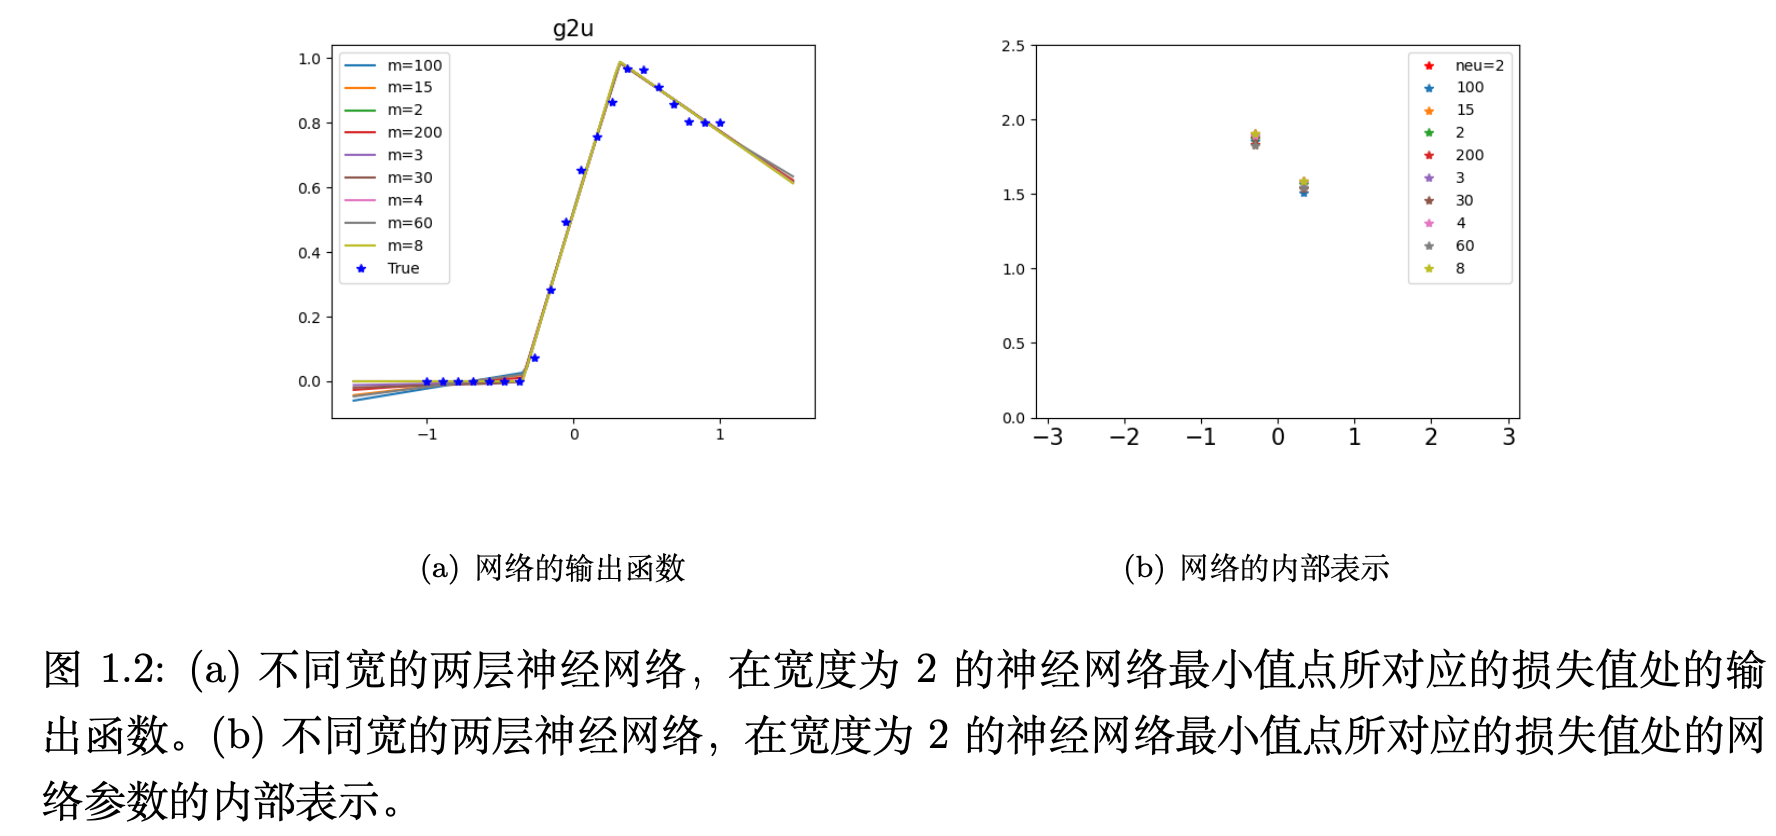 g2u
1.0
0.8
0.6
0.4
0.2
0.0
−1
0
1
m=100
m=15
m=2
m=200
m=3
m=30
m=4
m=60
m=8
True
2.5
2.0
1.5
1.0
0.5
0.0
−3
−2
−1
0
1
2
3
neu=2
100
15
2
200
3
30
4
60
8
(a) 网络的输出函数
(b) 网络的内部表示
图 1.2: (a) 不同宽的两层神经网络，在宽度为 2 的神经网络最小值点所对应的损失值处的输
出函数。(b) 不同宽的两层神经网络，在宽度为 2 的神经网络最小值点所对应的损失值处的网
络参数的内部表示。